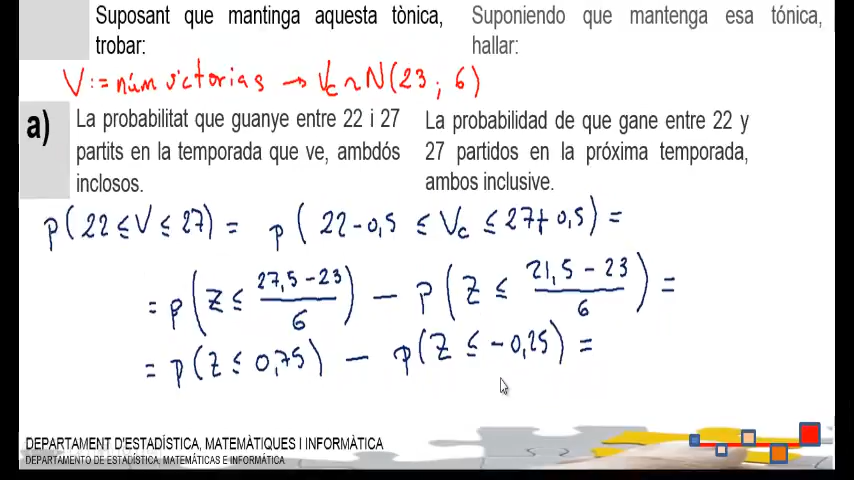 Suposant que mantinga aquesta tònica,
trobar:
Suponiendo que mantenga esa tónica,
hallar:
V := núm victorias → Vc ~ N(23 ; 6)
a)
La probabilitat que guanye entre 22 i 27
partits en la temporada que ve, ambdós
inclosos.
La probabilidad de que gane entre 22 y
27 partidos en la próxima temporada,
ambos inclusive.
p(22 ≤ V ≤ 27) = p(22 - 0,5 ≤ Vc ≤ 27 + 0,5) =
= p(Z ≤ (27,5 - 23)/6) - p(Z ≤ (21,5 - 23)/6) =
= p(Z ≤ 0,75) - p(Z ≤ -0,25) =
DEPARTAMENT D'ESTADÍSTICA, MATEMÀTIQUES I INFORMÀTICA
DEPARTAMENTO DE ESTADÍSTICA, MATEMÁTICAS E INFORMÁTICA